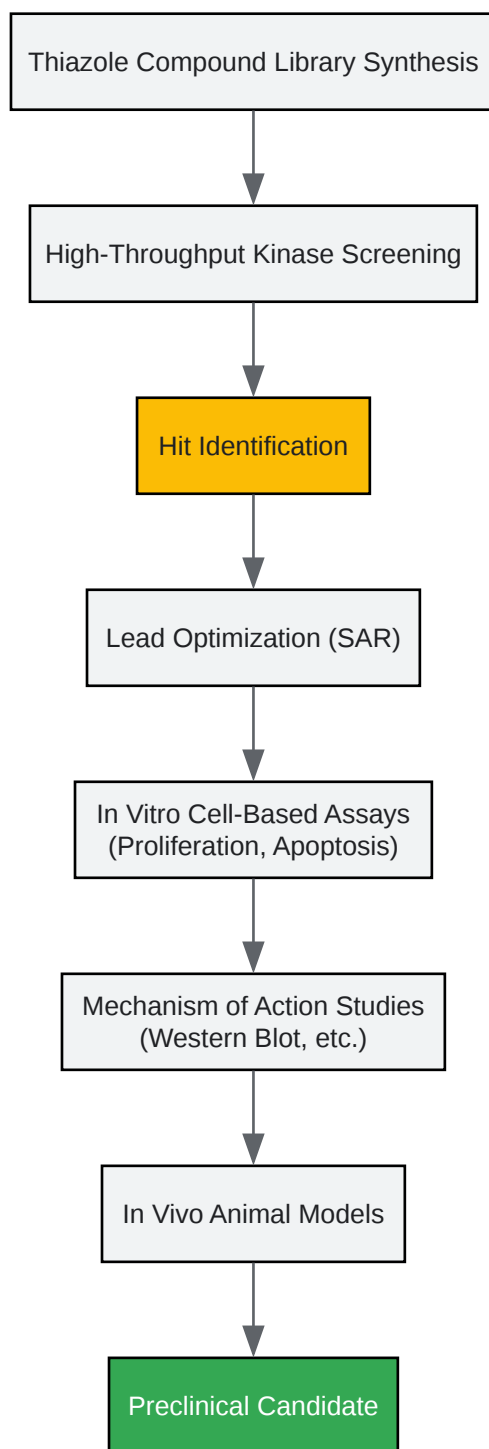 Thiazole Compound Library Synthesis
High-Throughput Kinase Screening
Hit Identification
Lead Optimization (SAR)
In Vitro Cell-Based Assays
(Proliferation, Apoptosis)
Mechanism of Action Studies
(Western Blot, etc.)
In Vivo Animal Models
Preclinical Candidate